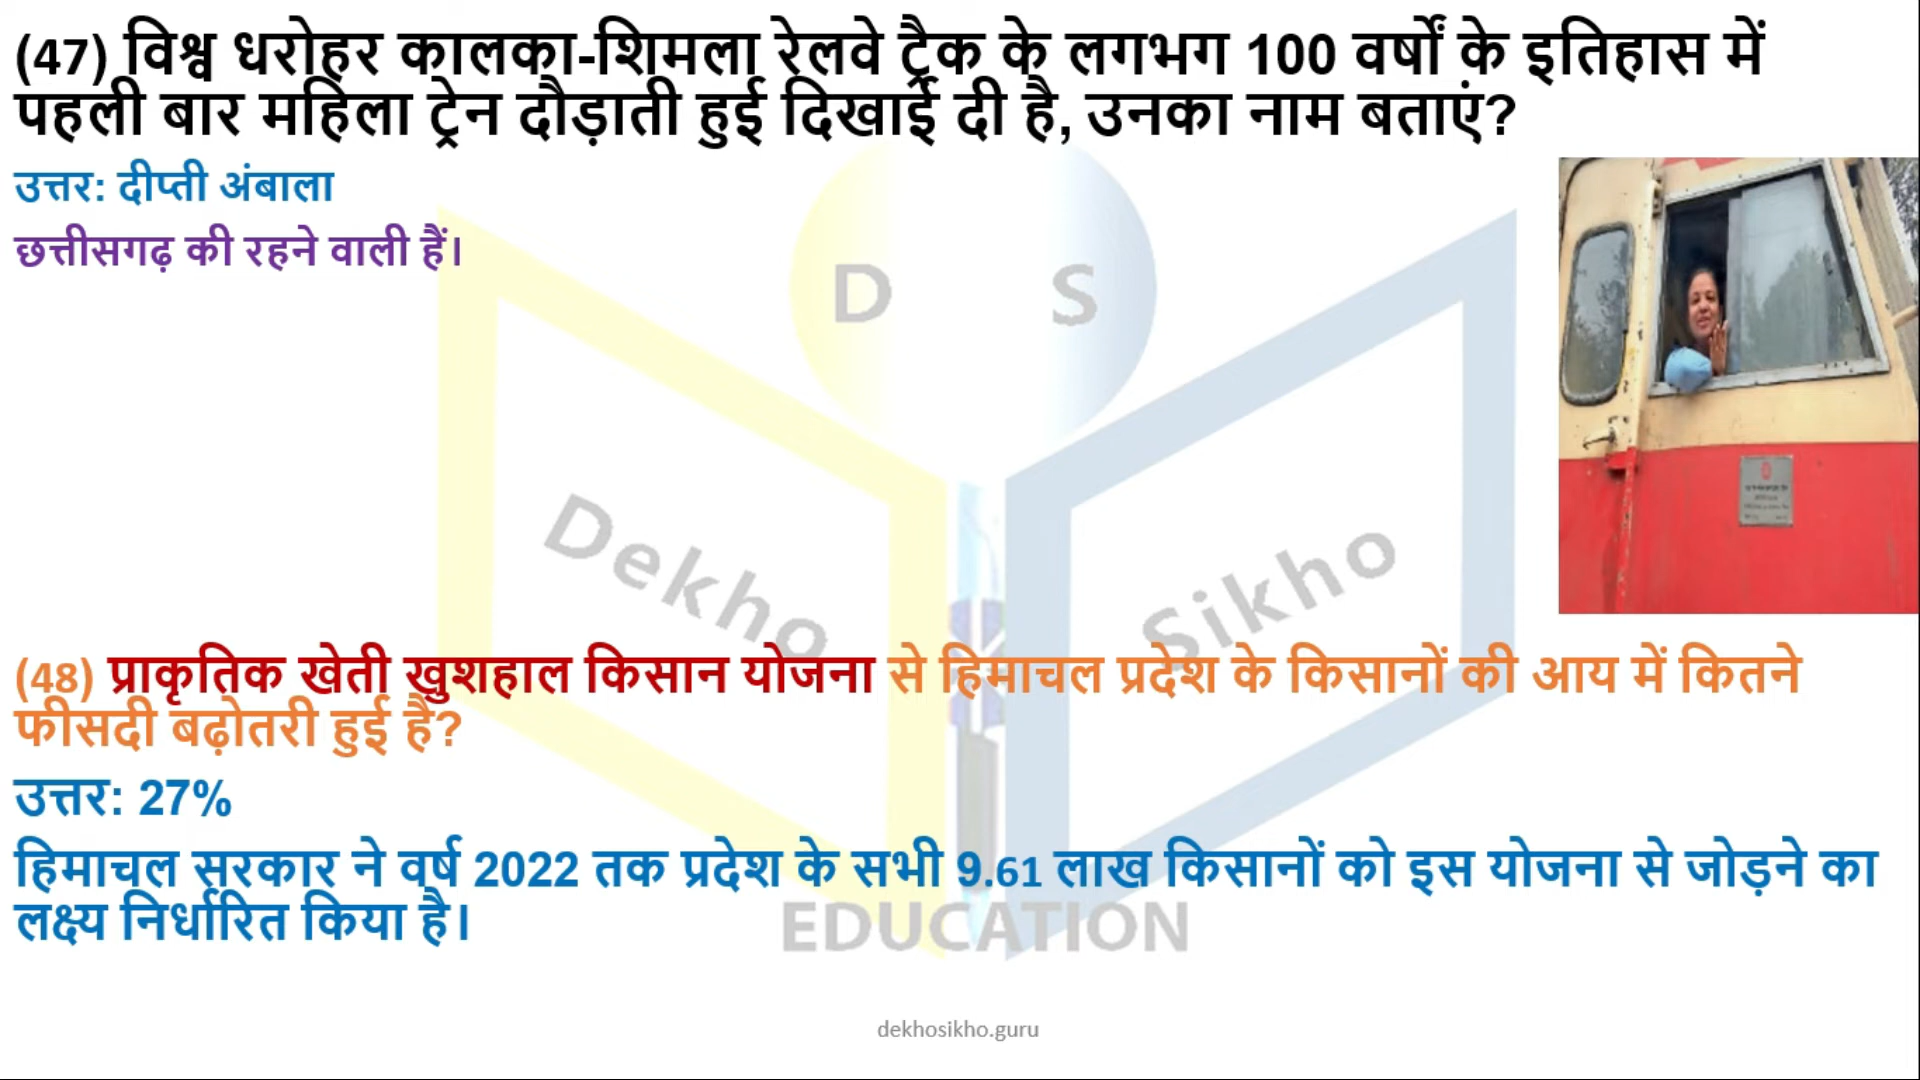 (47) विश्व धरोहर कालका-शिमला रेलवे ट्रैक के लगभग 100 वर्षों के इतिहास में
पहली बार महिला ट्रेन दौड़ाती हुई दिखाई दी है, उनका नाम बताएं?
उत्तर: दीप्ती अंबाला
छत्तीसगढ़ की रहने वाली हैं।
D S
Dekho Sikho
(48) प्राकृतिक खेती खुशहाल किसान योजना से हिमाचल प्रदेश के किसानों की आय में कितने
फीसदी बढ़ोतरी हुई है?
उत्तर: 27%
हिमाचल सरकार ने वर्ष 2022 तक प्रदेश के सभी 9.61 लाख किसानों को इस योजना से जोड़ने का
लक्ष्य निर्धारित किया है।
EDUCATION
dekhosikho.guru